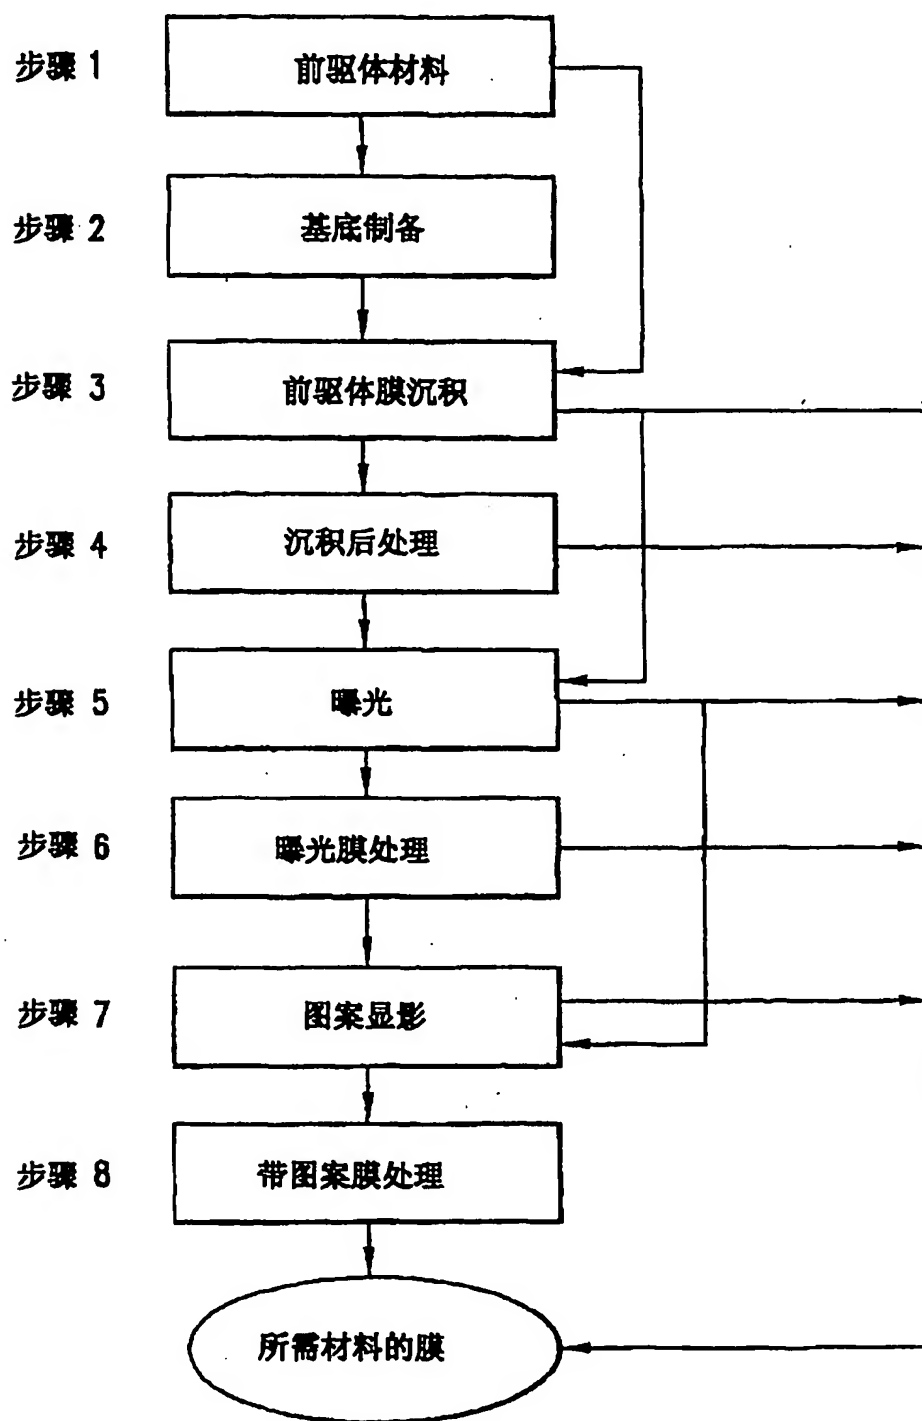 步骤 1
前驱体材料
步骤 2
基底制备
步骤 3
前驱体膜沉积
步骤 4
沉积后处理
步骤 5
曝光
步骤 6
曝光膜处理
步骤 7
图案显影
步骤 8
带图案膜处理
所需材料的膜